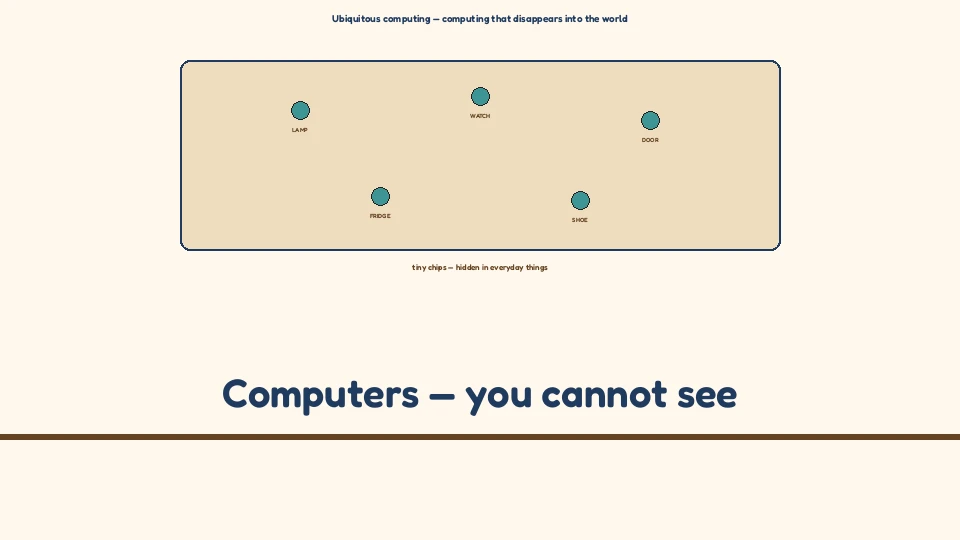 Ubiquitous computing — computing that disappears into the world
WATCH
LAMP
DOOR
FRIDGE
SHOE
tiny chips — hidden in everyday things
Computers — you cannot see